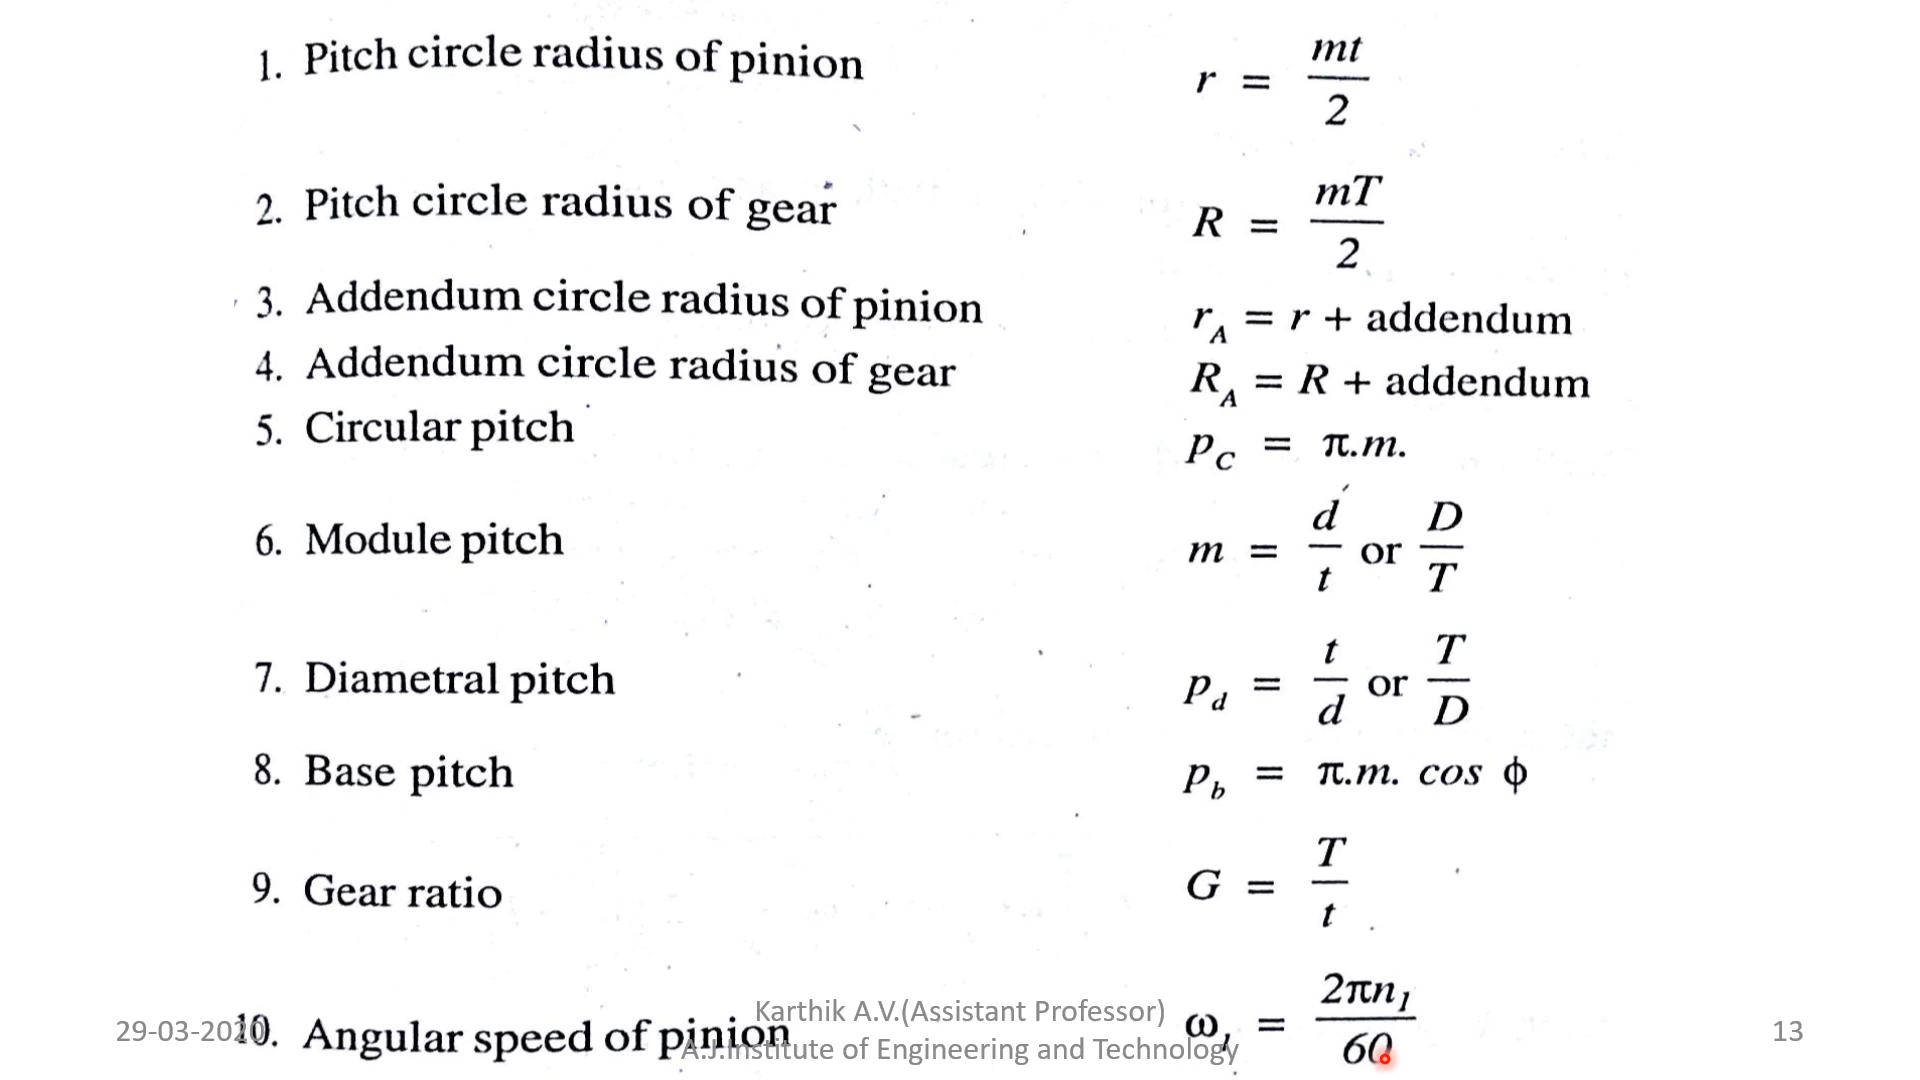 1. Pitch circle radius of pinion r = mt/2
2. Pitch circle radius of gear R = mT/2
3. Addendum circle radius of pinion r_A = r + addendum
4. Addendum circle radius of gear R_A = R + addendum
5. Circular pitch p_C = π.m.
6. Module pitch m = d/t or D/T
7. Diametral pitch p_d = t/d or T/D
8. Base pitch p_b = π.m. cos ϕ
9. Gear ratio G = T/t
10. Angular speed of pinion ω_1 = 2πn_1/60
29-03-2020
Karthik A.V.(Assistant Professor)
A.J.Institute of Engineering and Technology
13